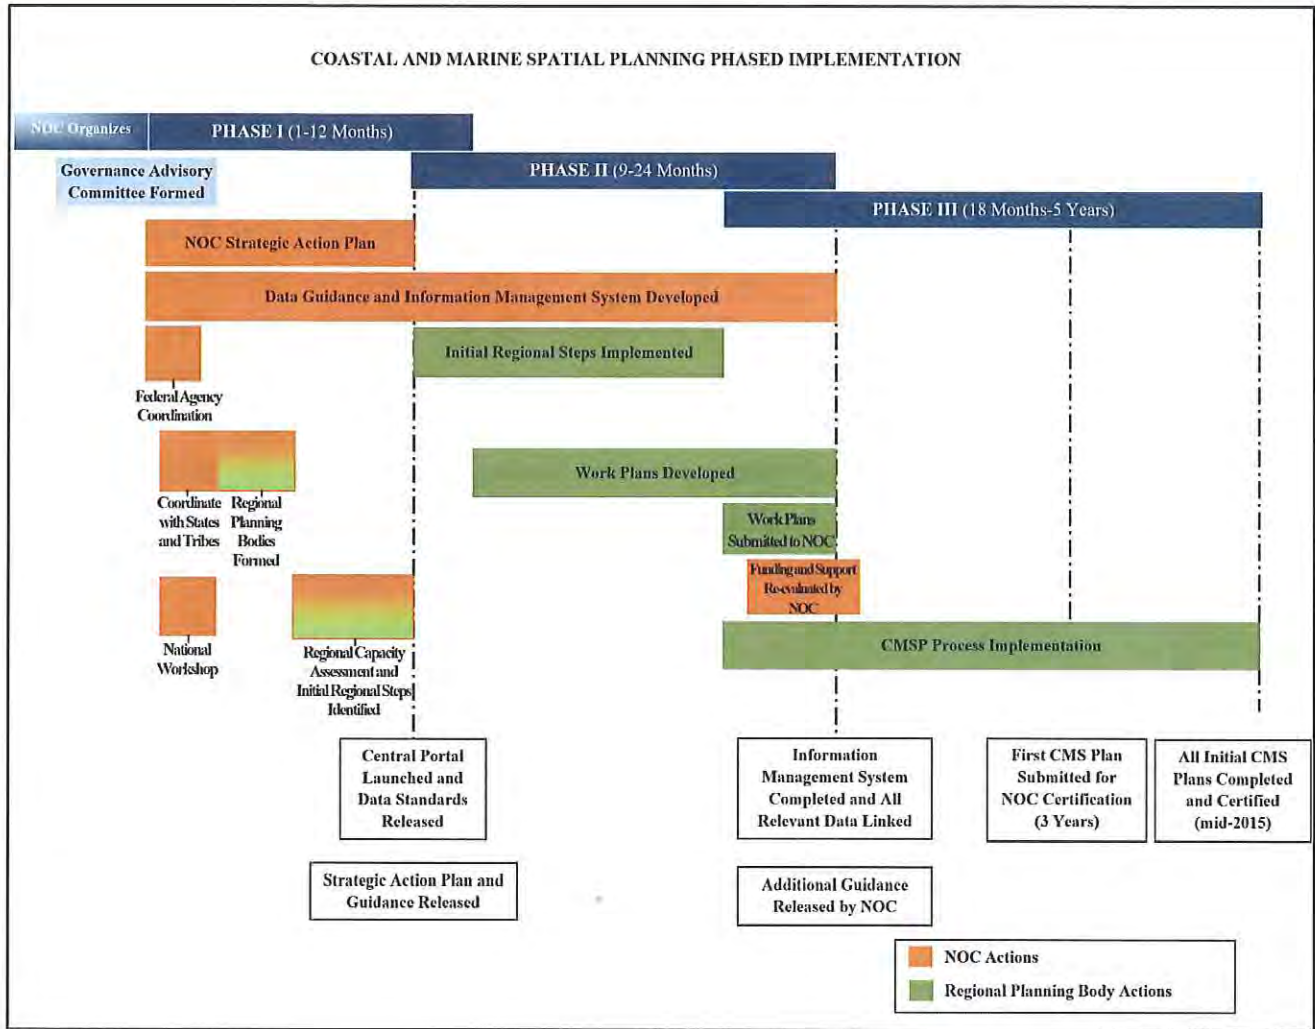 COASTAL AND MARINE SPATIAL PLANNING PHASED IMPLEMENTATION
NOC Organizes
PHASE I (1-12 Months)
Governance Advisory
Committee Formed
PHASE II (9-24 Months)
PHASE III (18 Months-5 Years)
NOC Strategic Action Plan
Data Guidance and Information Management System Developed
Initial Regional Steps Implemented
Federal Agency
Coordination
Work Plans Developed
Coordinate
with States
and Tribes
Regional
Planning
Bodies
Formed
Work Plans
Submitted to NOC
Funding and Support
Re-evaluated by
NOC
National
Workshop
Regional Capacity
Assessment and
Initial Regional Steps
Identified
CMSP Process Implementation
Central Portal
Launched and
Data Standards
Released
Information
Management System
Completed and All
Relevant Data Linked
First CMS Plan
Submitted for
NOC Certification
(3 Years)
All Initial CMS
Plans Completed
and Certified
(mid-2015)
Strategic Action Plan and
Guidance Released
Additional Guidance
Released by NOC
NOC Actions
Regional Planning Body Actions